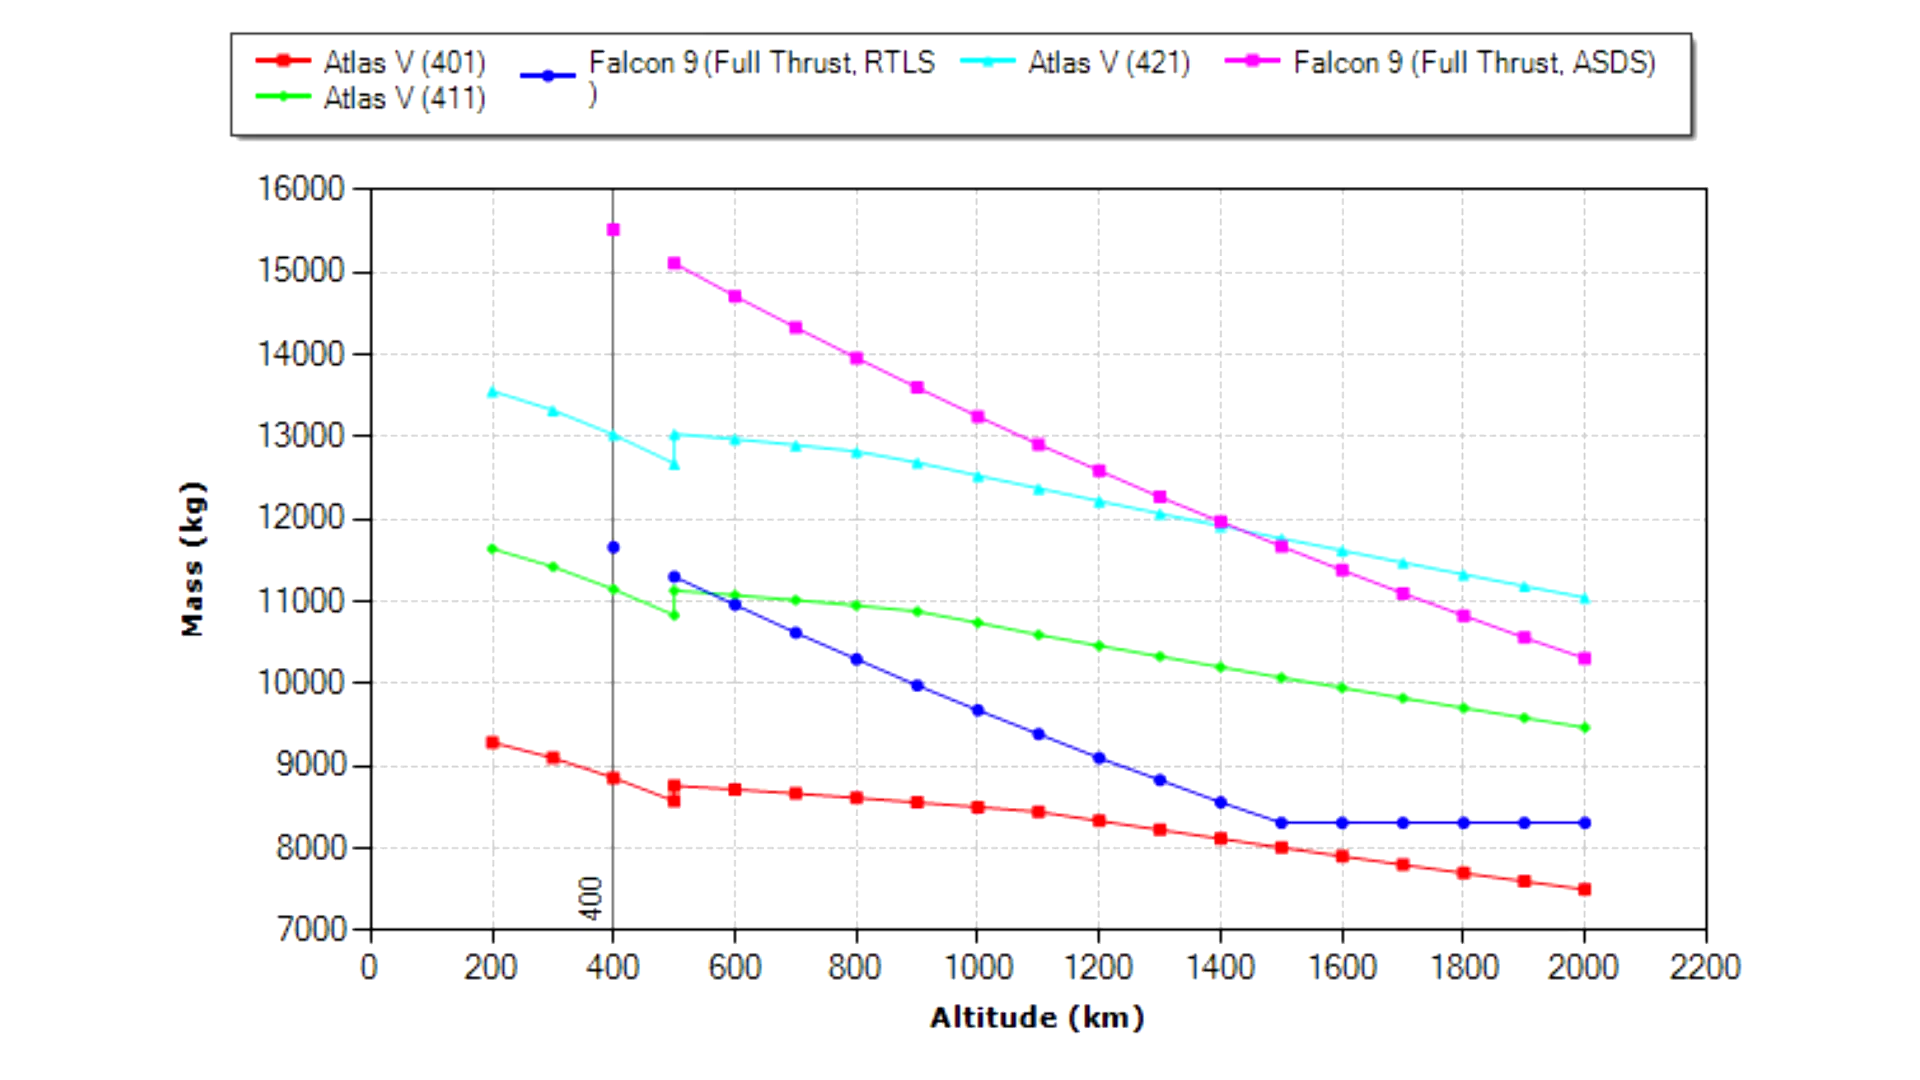 Atlas V (401)
Atlas V (411)
Falcon 9 (Full Thrust, RTLS
)
Atlas V (421)
Falcon 9 (Full Thrust, ASDS)
16000
15000
14000
13000
12000
11000
10000
9000
8000
7000
Mass (kg)
400
0 200 400 600 800 1000 1200 1400 1600 1800 2000 2200
Altitude (km)